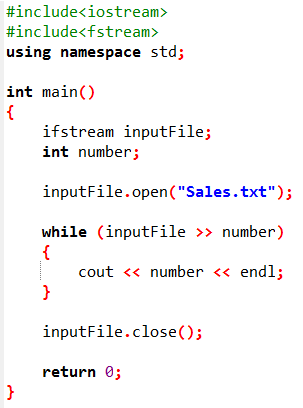 #include<iostream>
#include<fstream>
using namespace std;
int main()
{
ifstream inputFile;
int number;
inputFile.open("Sales.txt");
while (inputFile >> number)
{
cout << number << endl;
}
inputFile.close();
return 0;
}